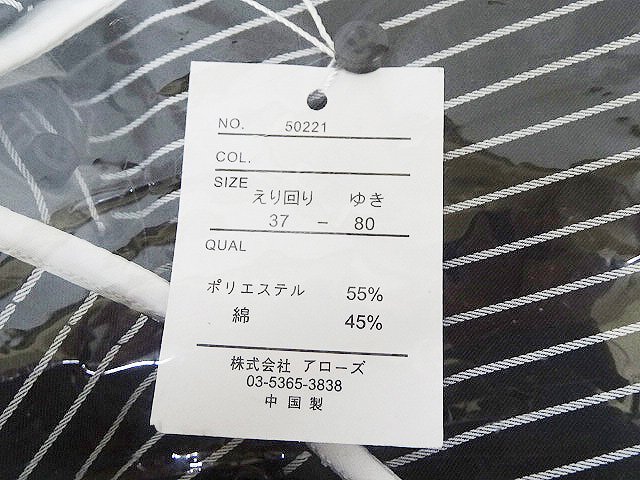 NO. 50221
COL.
SIZE
えり回り ゆき
37 － 80
QUAL
ポリエステル 55%
綿 45%
株式会社 アローズ
03-5365-3838
中国製